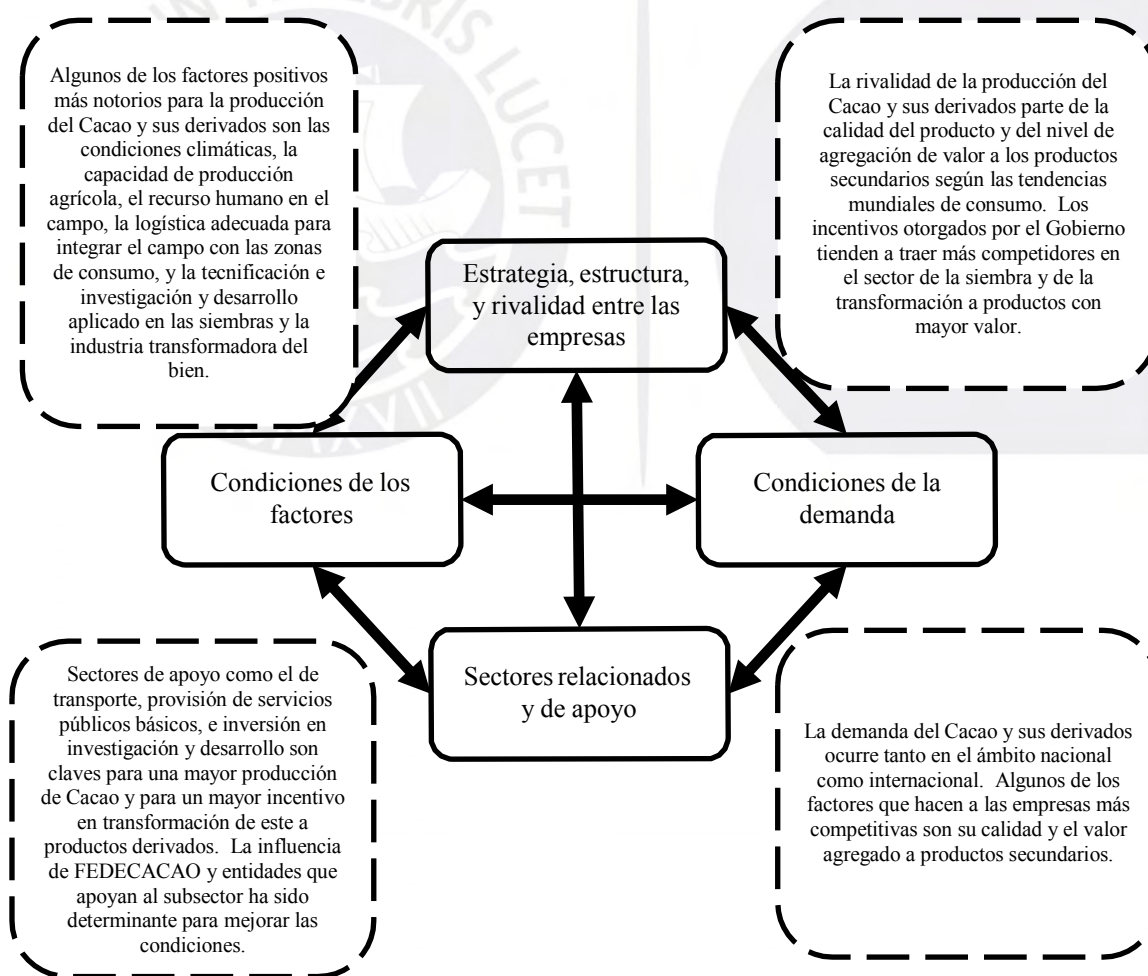 Algunos de los factores positivos
más notorios para la producción
del Cacao y sus derivados son las
condiciones climáticas, la
capacidad de producción
agrícola, el recurso humano en el
campo, la logística adecuada para
integrar el campo con las zonas
de consumo, y la tecnificación e
investigación y desarrollo
aplicado en las siembras y la
industria transformadora del
bien.
La rivalidad de la producción del
Cacao y sus derivados parte de la
calidad del producto y del nivel de
agregación de valor a los productos
secundarios según las tendencias
mundiales de consumo.  Los
incentivos otorgados por el Gobierno
tienden a traer más competidores en
el sector de la siembra y de la
transformación a productos con
mayor valor.
Estrategia, estructura,
y rivalidad entre las
empresas
Condiciones de los
factores
Condiciones de la
demanda
Sectores relacionados
y de apoyo
Sectores de apoyo como el de
transporte, provisión de servicios
públicos básicos, e inversión en
investigación y desarrollo son
claves para una mayor producción
de Cacao y para un mayor incentivo
en transformación de este a
productos derivados.  La influencia
de FEDECACAO y entidades que
apoyan al subsector ha sido
determinante para mejorar las
condiciones.
La demanda del Cacao y sus derivados
ocurre tanto en el ámbito nacional
como internacional.  Algunos de los
factores que hacen a las empresas más
competitivas son su calidad y el valor
agregado a productos secundarios.